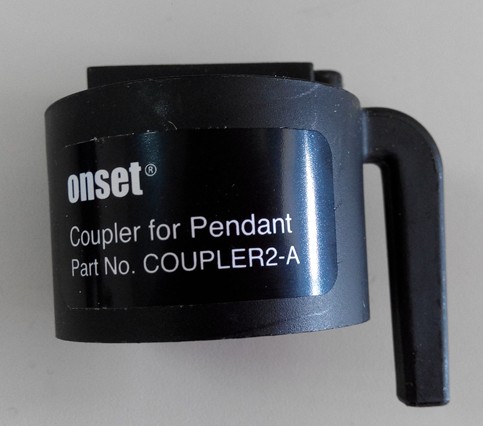 onset®
Coupler for Pendant
Part No. COUPLER2-A